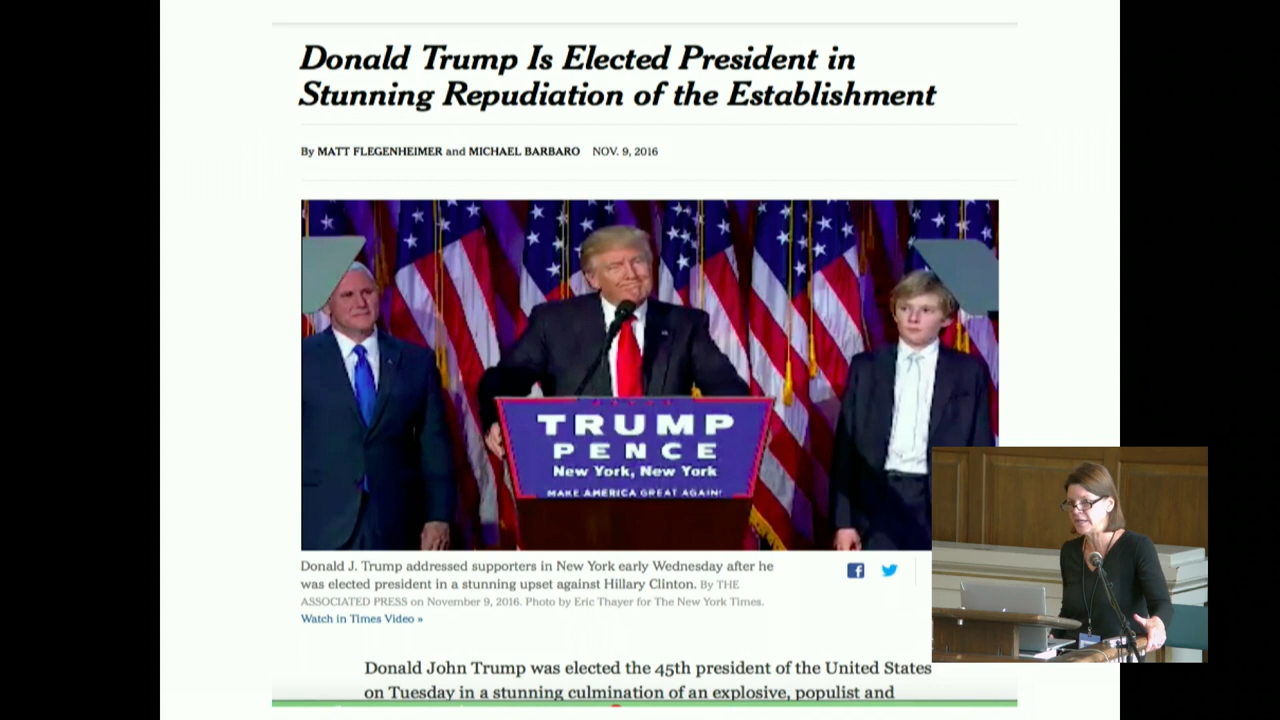 Donald Trump Is Elected President in
Stunning Repudiation of the Establishment
By MATT FLEGENHEIMER and MICHAEL BARBARO NOV. 9, 2016
TRUMP
PENCE
New York, New York
MAKE AMERICA GREAT AGAIN!
Donald J. Trump addressed supporters in New York early Wednesday after he
was elected president in a stunning upset against Hillary Clinton. By THE
ASSOCIATED PRESS on November 9, 2016. Photo by Eric Thayer for The New York Times.
Watch in Times Video »
Donald John Trump was elected the 45th president of the United States
on Tuesday in a stunning culmination of an explosive, populist and